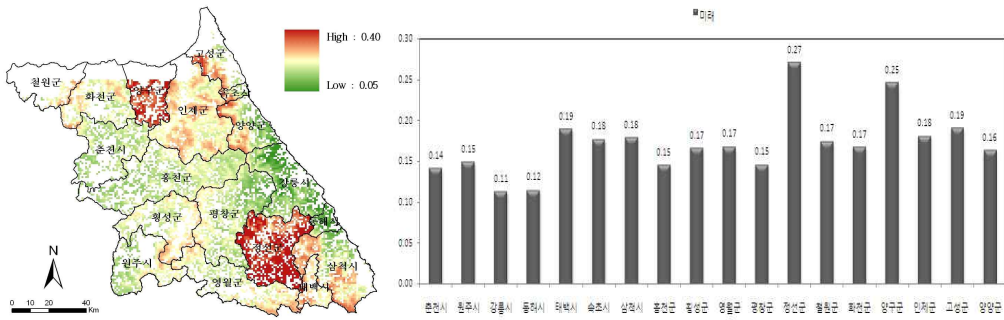 High : 0.40
Low : 0.05
고성군
철원군
화천군
양구군
속초시
인제군
양양군
춘천시
홍천군
강릉시
횡성군
평창군
동해시
정선군
원주시
삼척시
영월군
태백시
N
0 10 20 40
Km
미래
0.30
0.25
0.20
0.15
0.10
0.05
0.00
0.14 0.15 0.11 0.12 0.19 0.18 0.18 0.15 0.17 0.17 0.15 0.27 0.17 0.17 0.25 0.18 0.19 0.16
춘천시 원주시 강릉시 동해시 태백시 속초시 삼척시 홍천군 횡성군 영월군 평창군 정선군 철원군 화천군 양구군 인제군 고성군 양양군